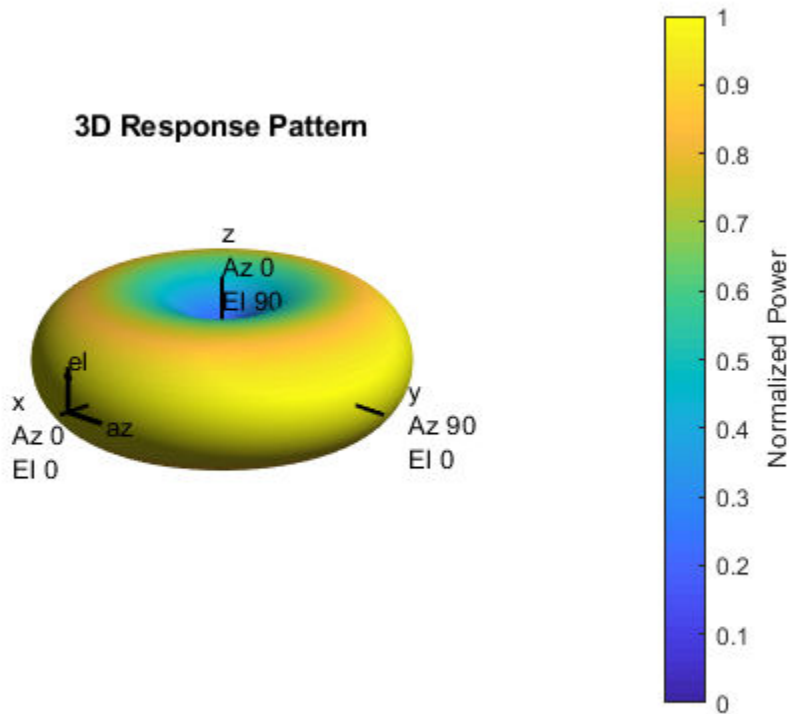 3D Response Pattern
z
Az 0
El 90
el
az
x
Az 0
El 0
y
Az 90
El 0
1
0.9
0.8
0.7
0.6
0.5
0.4
0.3
0.2
0.1
0
Normalized Power